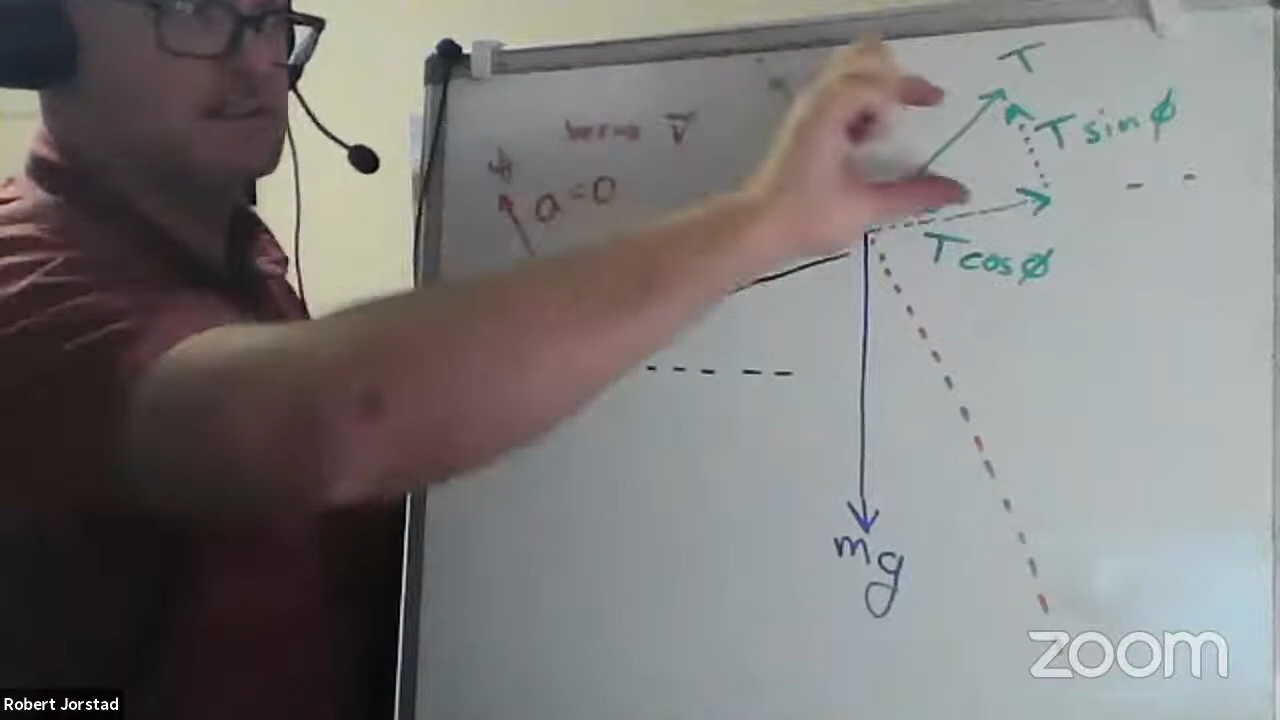 T
T sin ϕ
a = 0
T cos ϕ
mg
zoom
Robert Jorstad